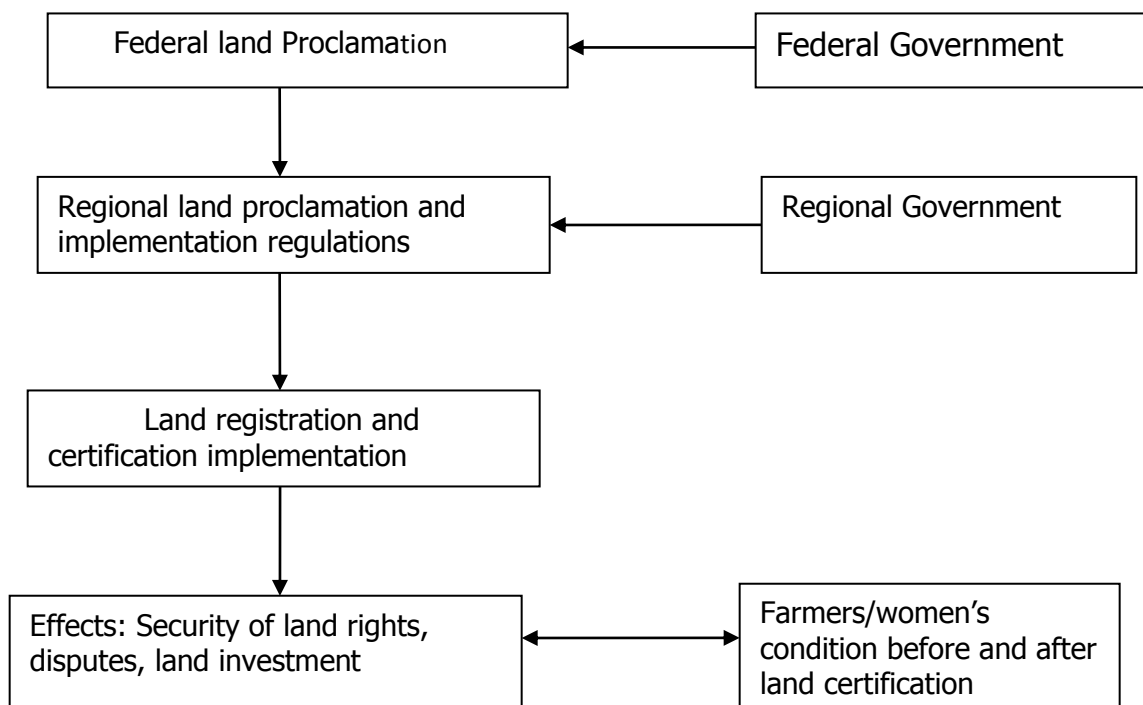 Federal land Proclamation
Federal Government
Regional land proclamation and
implementation regulations
Regional Government
Land registration and
certification implementation
Effects: Security of land rights,
disputes, land investment
Farmers/women’s
condition before and after
land certification